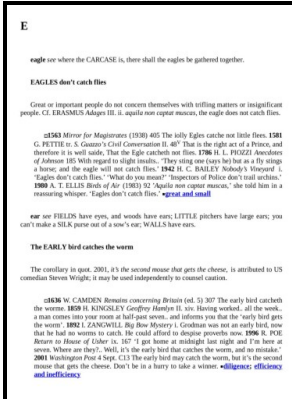 E
eagle see where the CARCASE is, there shall the eagles be gathered together.
EAGLES don't catch flies
Great or important people do not concern themselves with trifling matters or insignificant
people. Cf. ERASMUS Adages III. ii. aquila non captat muscas, the eagle does not catch flies.
□1563 Mirror for Magistrates (1938) 405 The jolly Egles catche not little flees. 1581
G. PETTIE tr. S. Guazzo's Civil Conversation II. 48V That is the right act of a Prince, and
therefore it is well saide, That the Egle catcheth not flies. 1786 H. L. PIOZZI Anecdotes
of Johnson 185 With regard to slight insults.. 'They sting one (says he) but as a fly stings
a horse; and the eagle will not catch flies.' 1942 H. C. BAILEY Nobody's Vineyard i.
'Eagles don't catch flies.' 'What do you mean?' 'Inspectors of Police don't trail urchins.'
1980 A. T. ELLIS Birds of Air (1983) 92 'Aquila non captat muscas,' she told him in a
reassuring whisper. 'Eagles don't catch flies.' ●great and small
ear see FIELDS have eyes, and woods have ears; LITTLE pitchers have large ears; you
can't make a SILK purse out of a sow's ear; WALLS have ears.
The EARLY bird catches the worm
The corollary in quot. 2001, it's the second mouse that gets the cheese, is attributed to US
comedian Steven Wright; it may be used independently to counsel caution.
□1636 W. CAMDEN Remains concerning Britain (ed. 5) 307 The early bird catcheth
the worme. 1859 H. KINGSLEY Geoffrey Hamlyn II. xiv. Having worked.. all the week..
a man comes into your room at half-past seven.. and informs you that the 'early bird gets
the worm'. 1892 I. ZANGWILL Big Bow Mystery i. Grodman was not an early bird, now
that he had no worms to catch. He could afford to despise proverbs now. 1996 R. POE
Return to House of Usher ix. 167 'I got home at midnight last night and I'm here at
seven. Where are they?.. Well, it's the early bird that catches the worm, and no mistake.'
2001 Washington Post 4 Sept. C13 The early bird may catch the worm, but it's the second
mouse that gets the cheese. Don't be in a hurry to take a winner. ●diligence; efficiency
and inefficiency